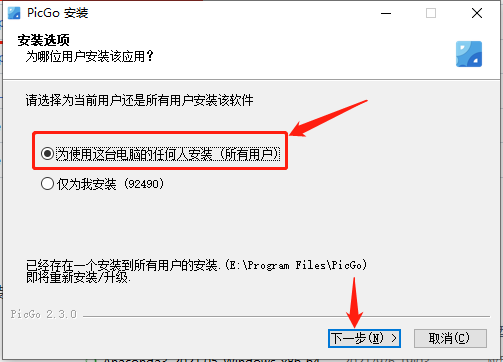 PicGo 安装
安装选项
为哪位用户安装该应用？
请选择为当前用户还是所有用户安装该软件
为使用这台电脑的任何人安装 (所有用户)
仅为我安装 (92490)
已经存在一个安装到所有用户的安装.(E:\Program Files\PicGo)
即将重新安装/升级.
PicGo 2.3.0
下一步(N) >
取消(C)